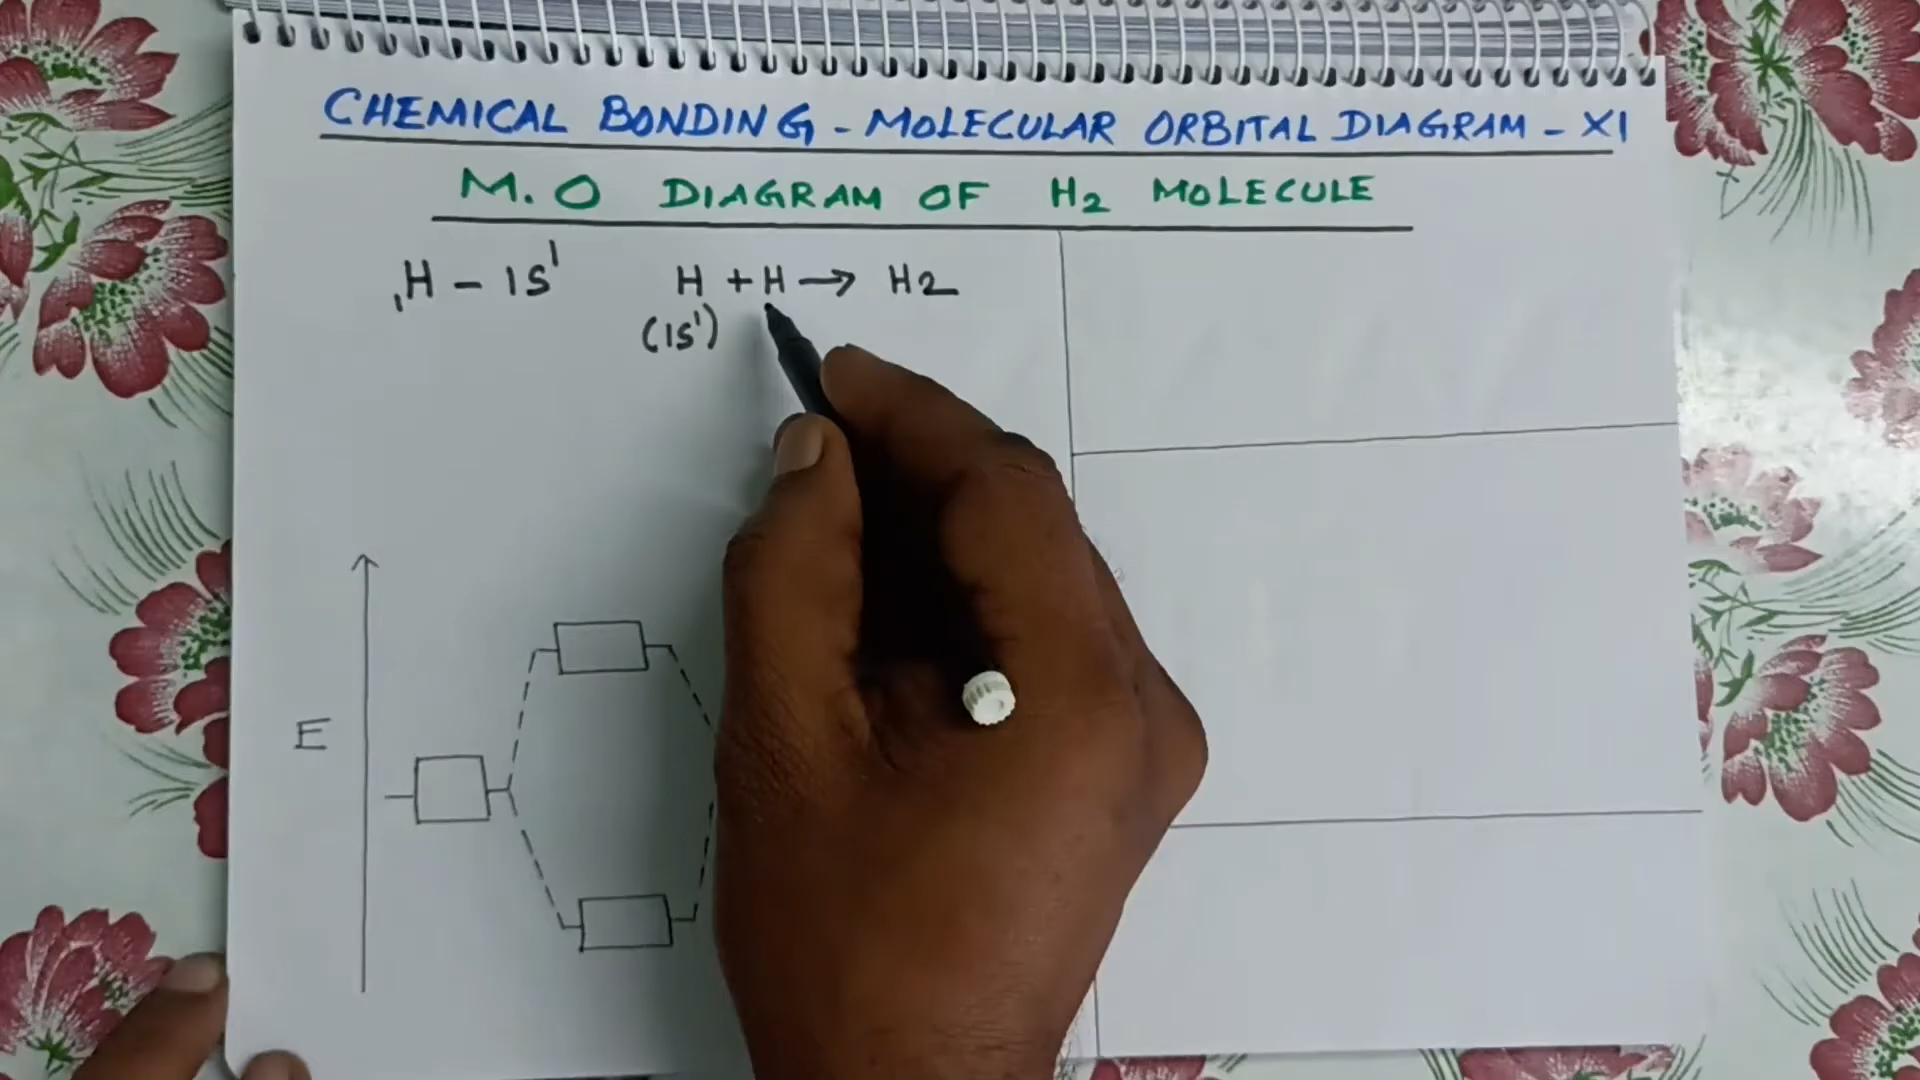 CHEMICAL BONDING - MOLECULAR ORBITAL DIAGRAM - XI
M.O DIAGRAM OF H2 MOLECULE
₁H - 1S¹ H + H → H2
(1S¹)
E